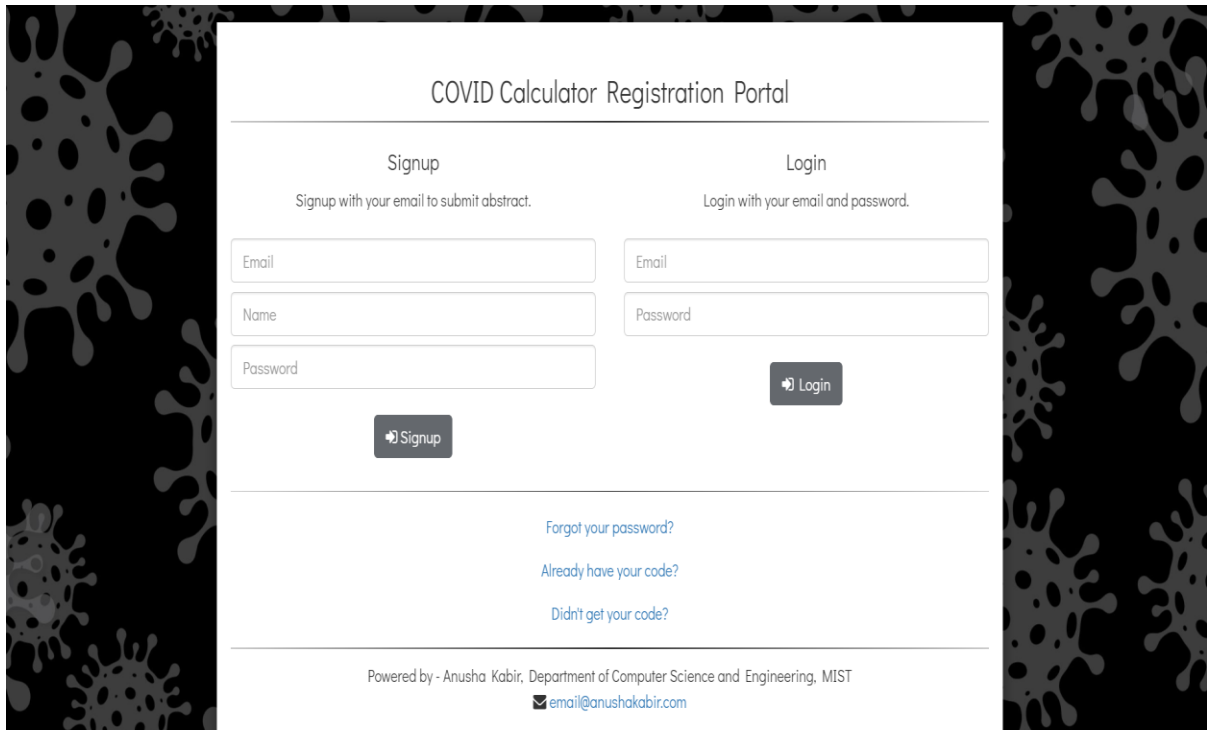 COVID Calculator Registration Portal
Signup
Signup with your email to submit abstract.
Email
Name
Password
Signup
Login
Login with your email and password.
Email
Password
Login
Forgot your password?
Already have your code?
Didn't get your code?
Powered by - Anusha Kabir, Department of Computer Science and Engineering, MIST
email@anushakabir.com